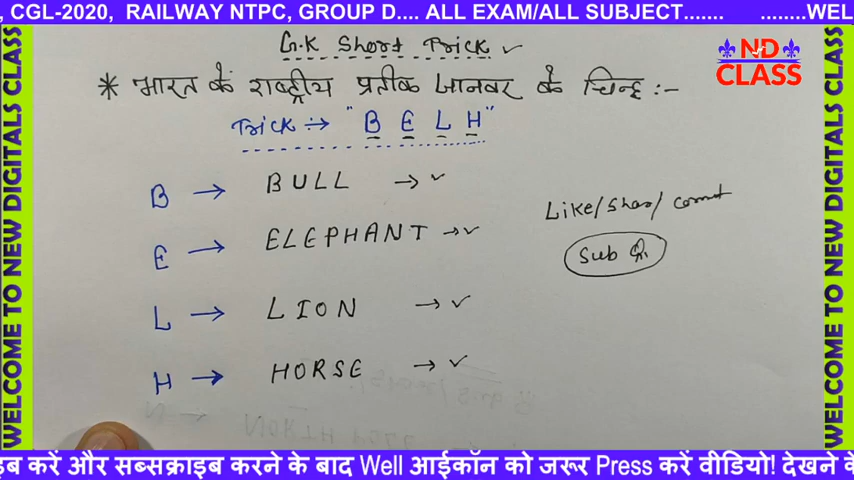 , CGL-2020, RAILWAY NTPC, GROUP D.... ALL EXAM/ALL SUBJECT....... ........WEL
G.K Short Trick ✓
ND
CLASS
* भारत के राष्ट्रीय प्रतीक जानवर के चिन्ह :-
Trick :→ "B E L H"
B → BULL → ✓
E → ELEPHANT → ✓
L → LION → ✓
H → HORSE → ✓
Like/Share/
Sub
WELCOME TO NEW DIGITALS CLASS
WELCOME TO NEW DIGITALS CLASS
इब करें और सब्सक्राइब करने के बाद Well आईकॉन को जरूर Press करें वीडियो! देखने के